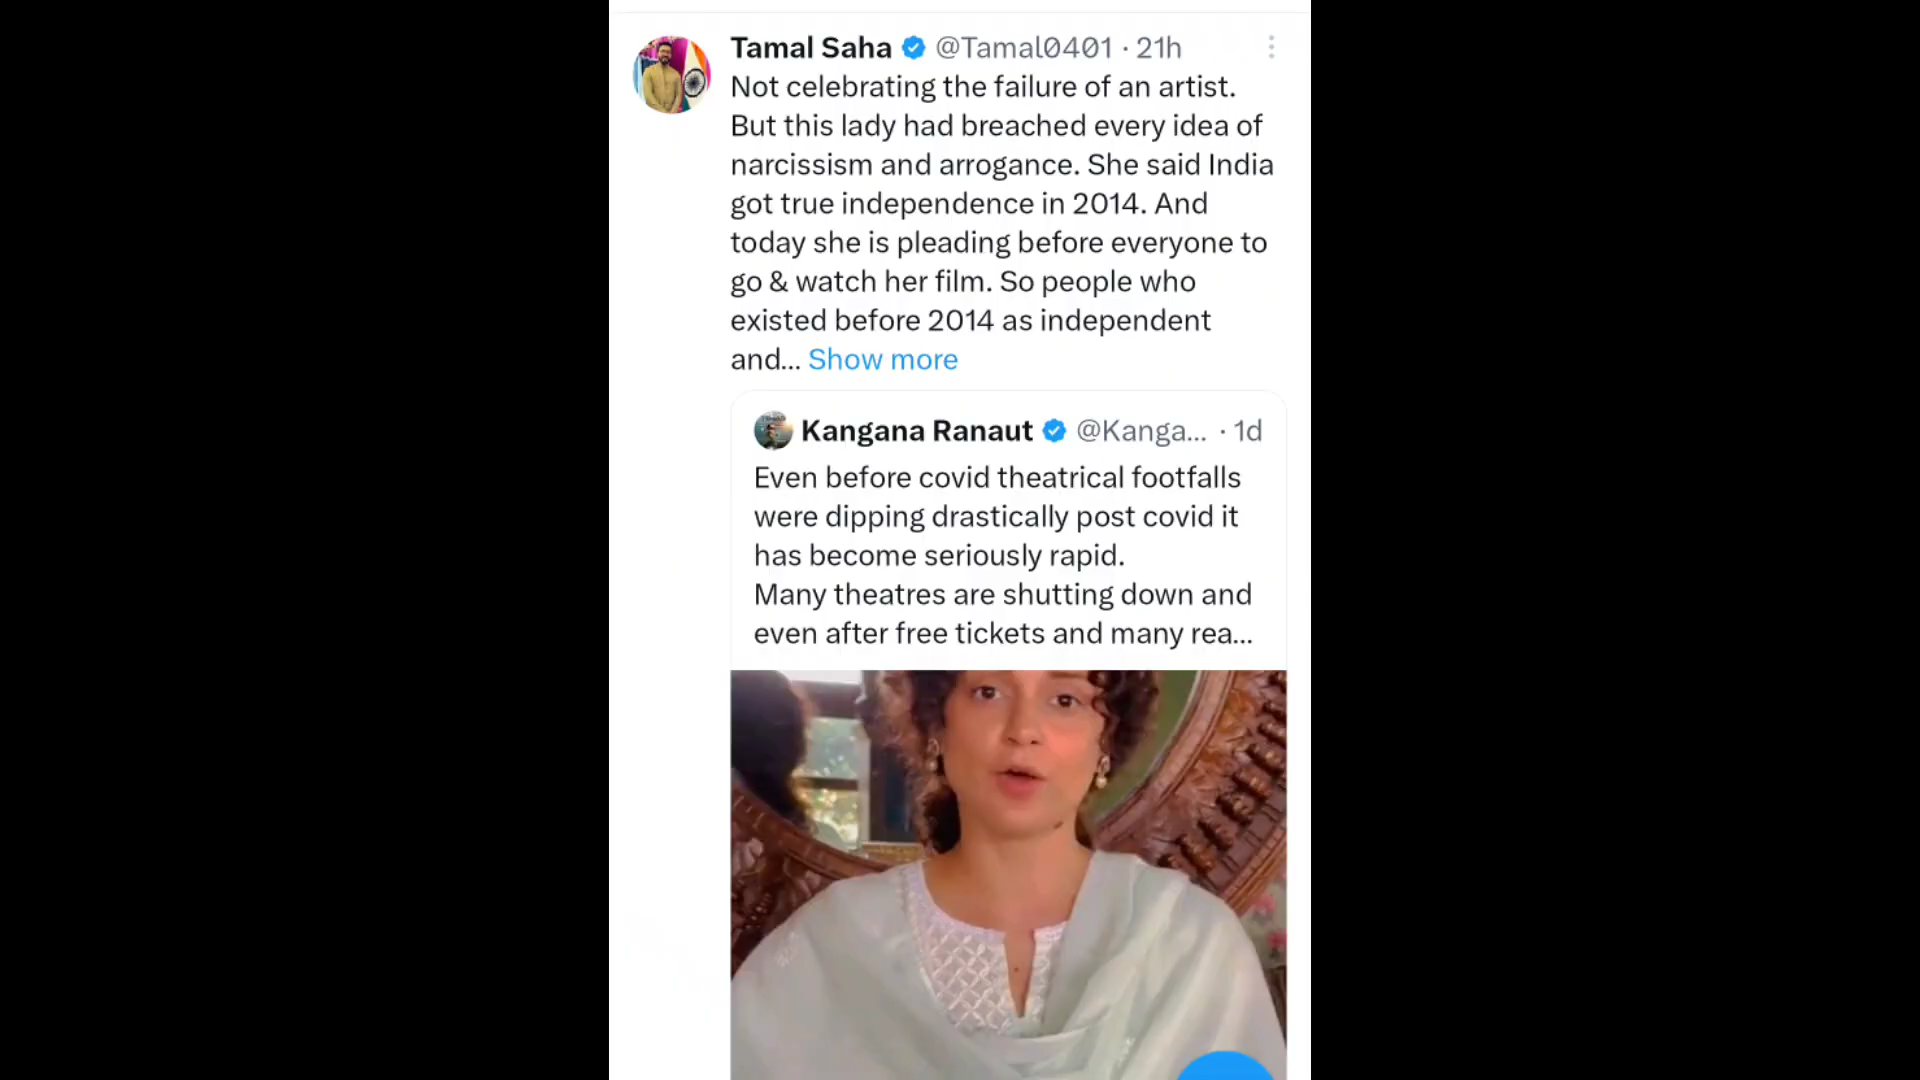 Tamal Saha @Tamal0401 · 21h
Not celebrating the failure of an artist.
But this lady had breached every idea of
narcissism and arrogance. She said India
got true independence in 2014. And
today she is pleading before everyone to
go & watch her film. So people who
existed before 2014 as independent
and... Show more
Kangana Ranaut @Kanga... · 1d
Even before covid theatrical footfalls
were dipping drastically post covid it
has become seriously rapid.
Many theatres are shutting down and
even after free tickets and many rea...